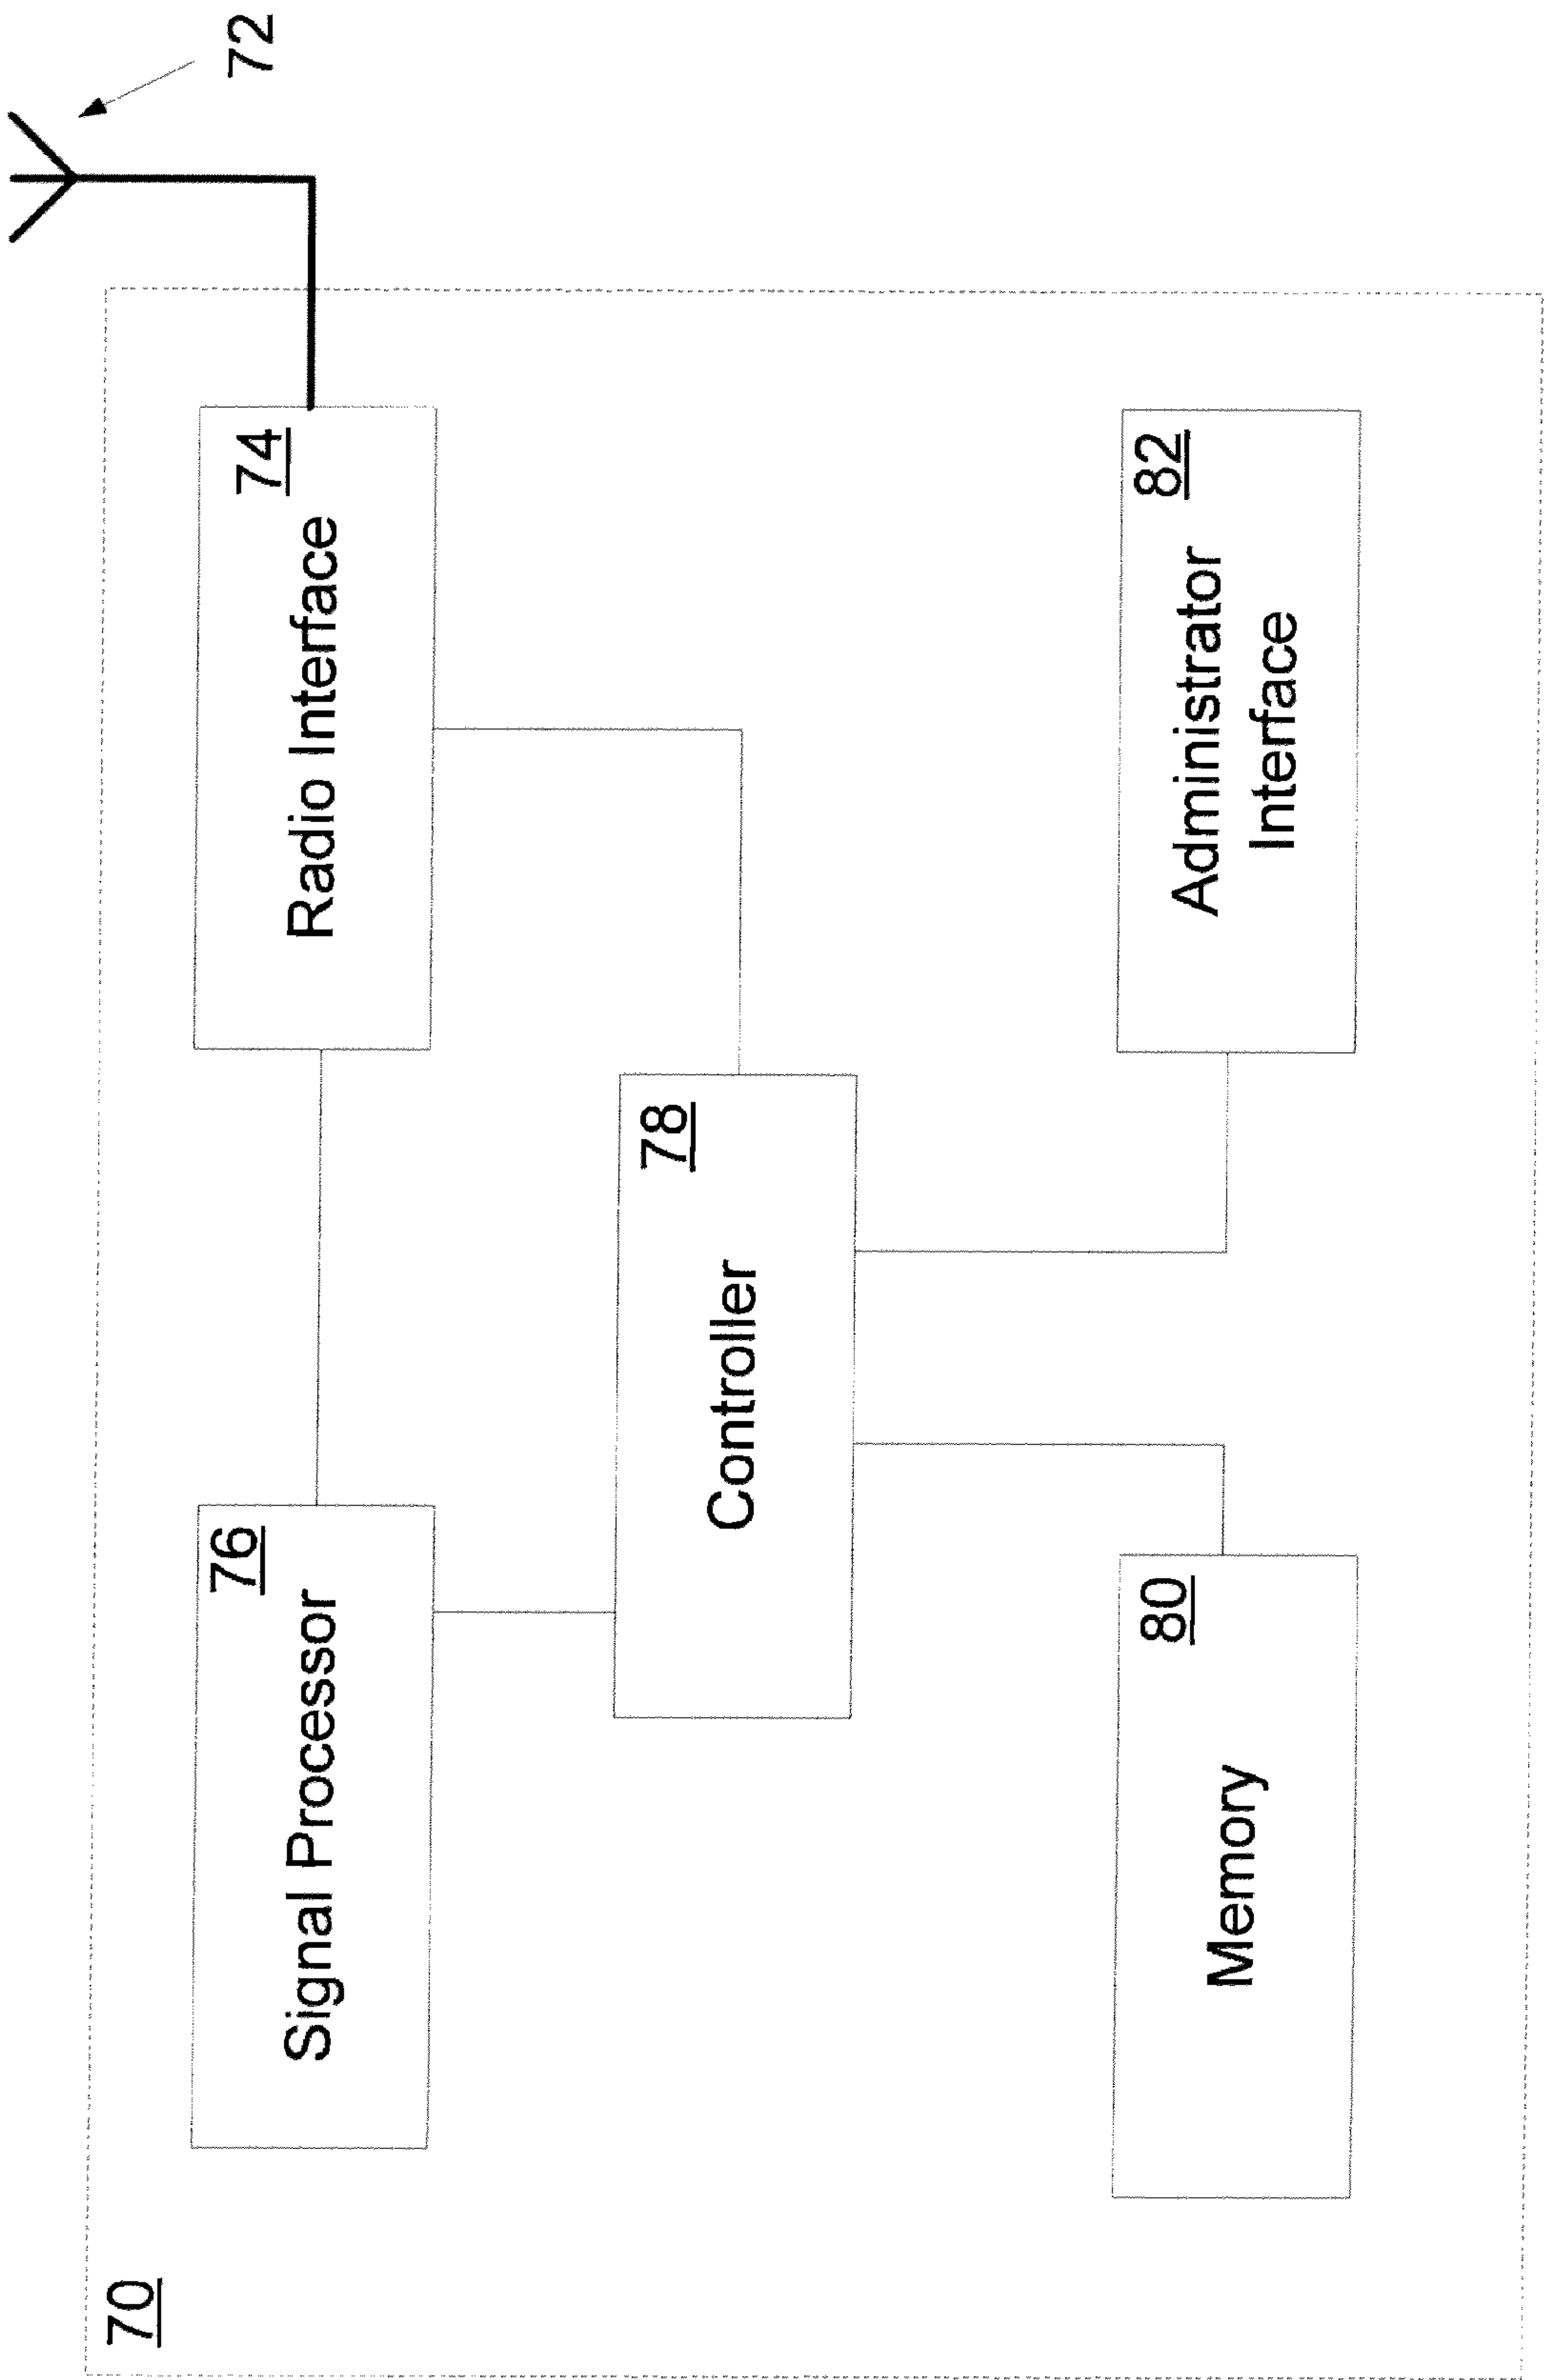 70
72
76
Signal Processor
74
Radio Interface
78
Controller
80
Memory
82
Administrator
Interface